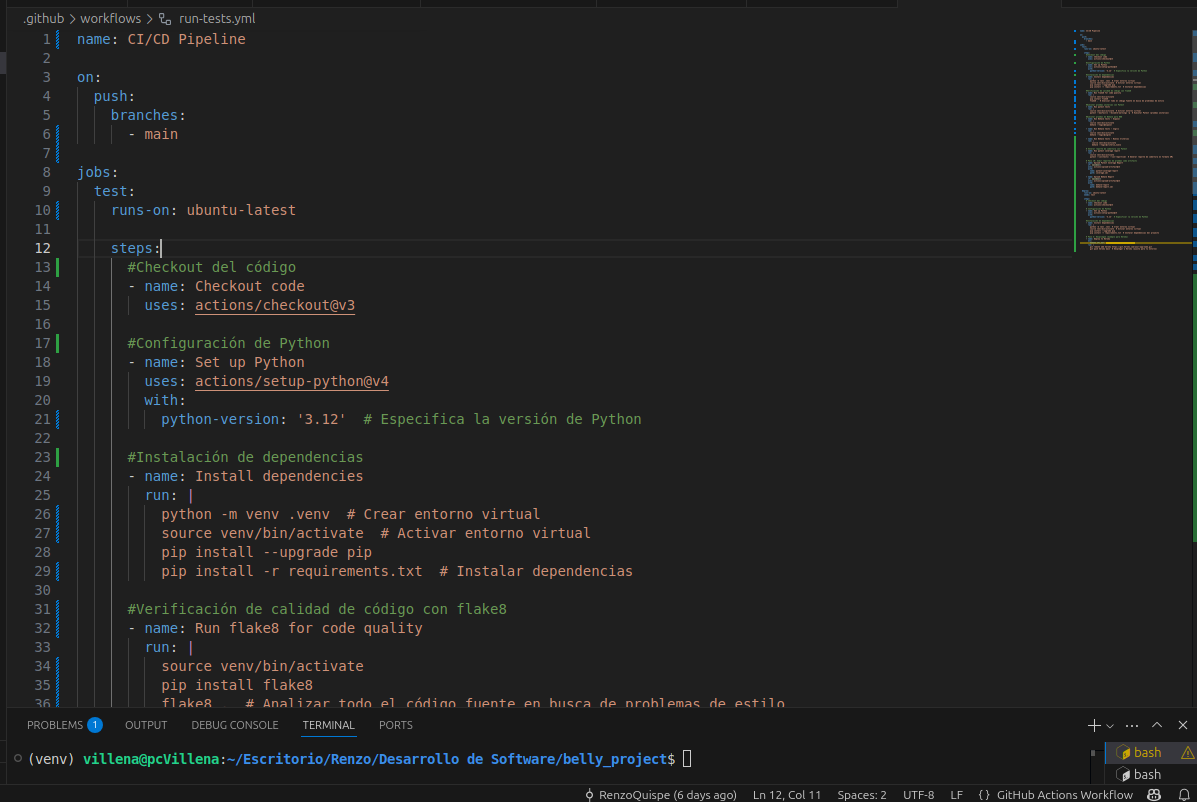 .github > workflows > run-tests.yml
1 name: CI/CD Pipeline
2
3 on:
4 push:
5 branches:
6 - main
7
8 jobs:
9 test:
10 runs-on: ubuntu-latest
11
12 steps:
13 #Checkout del código
14 - name: Checkout code
15 uses: actions/checkout@v3
16
17 #Configuración de Python
18 - name: Set up Python
19 uses: actions/setup-python@v4
20 with:
21 python-version: '3.12'  # Especifica la versión de Python
22
23 #Instalación de dependencias
24 - name: Install dependencies
25 run: |
26 python -m venv .venv  # Crear entorno virtual
27 source venv/bin/activate  # Activar entorno virtual
28 pip install --upgrade pip
29 pip install -r requirements.txt  # Instalar dependencias
30
31 #Verificación de calidad de código con flake8
32 - name: Run flake8 for code quality
33 run: |
34 source venv/bin/activate
35 pip install flake8
36 flake8 . # Analizar todo el código fuente en busca de problemas de estilo
PROBLEMS 1 OUTPUT DEBUG CONSOLE TERMINAL PORTS
(venv) villena@pcVillena:~/Escritorio/Renzo/Desarrollo de Software/belly_project$
bash
bash
RenzoQuispe (6 days ago) Ln 12, Col 11 Spaces: 2 UTF-8 LF {} GitHub Actions Workflow